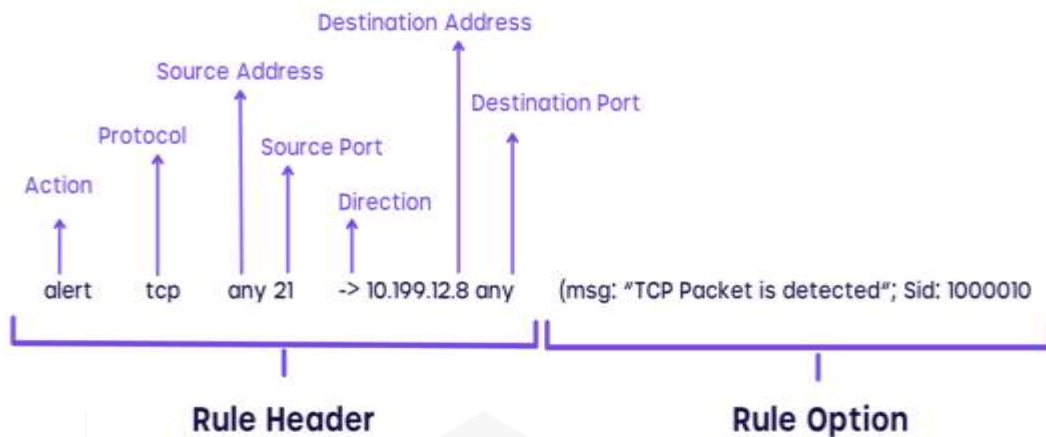 Destination Address
Source Address
Destination Port
Protocol
Source Port
Action
Direction
alert tcp any 21 -> 10.199.12.8 any (msg: “TCP Packet is detected”; Sid: 1000010
Rule Header Rule Option